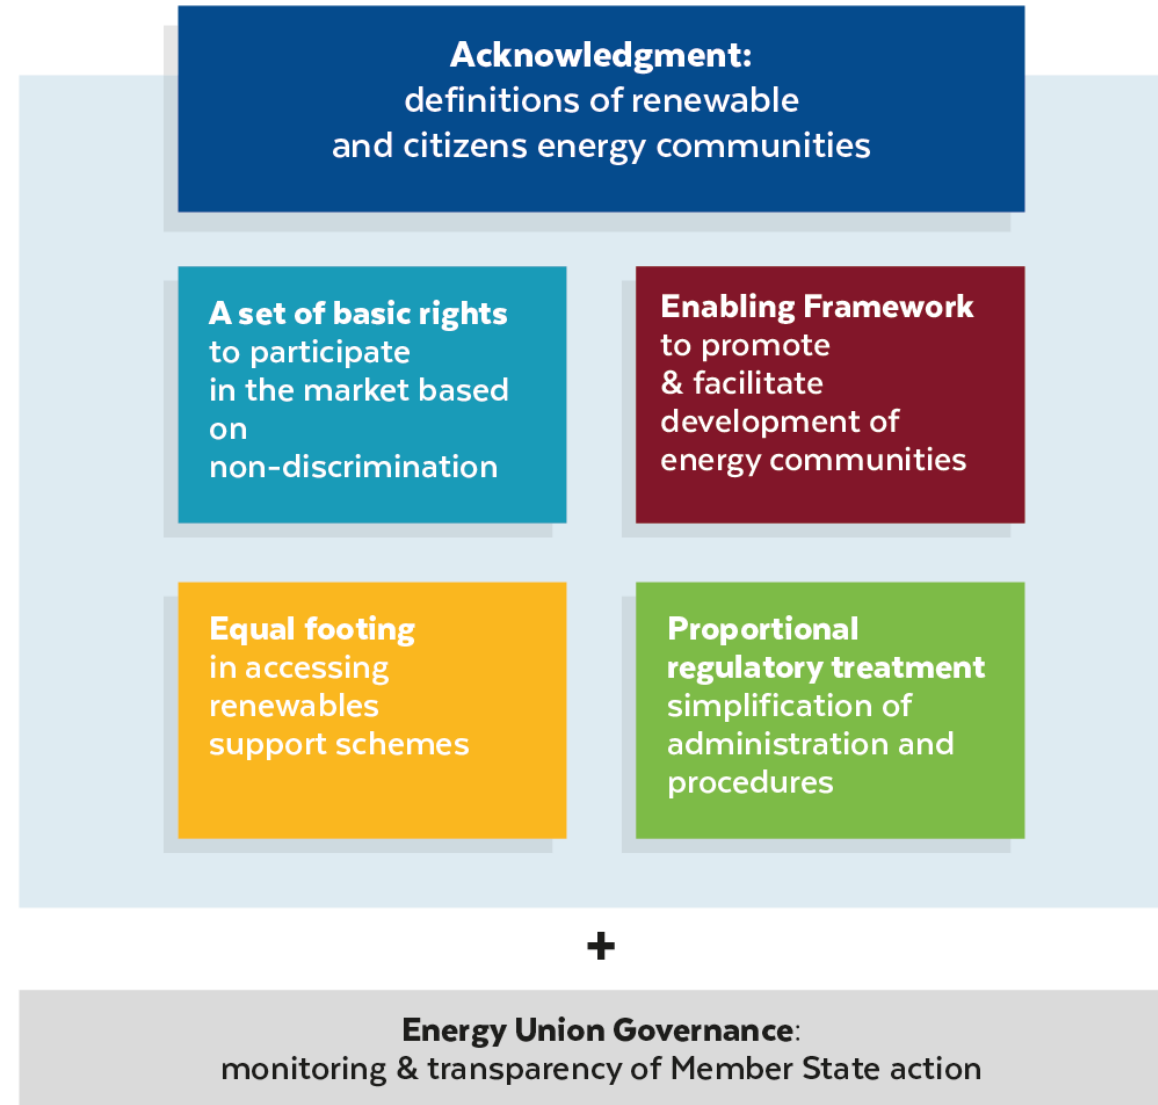 Acknowledgment:
definitions of renewable
and citizens energy communities
A set of basic rights
to participate
in the market based
on
non-discrimination
Enabling Framework
to promote
& facilitate
development of
energy communities
Equal footing
in accessing
renewables
support schemes
Proportional
regulatory treatment
simplification of
administration and
procedures
+
Energy Union Governance:
monitoring & transparency of Member State action